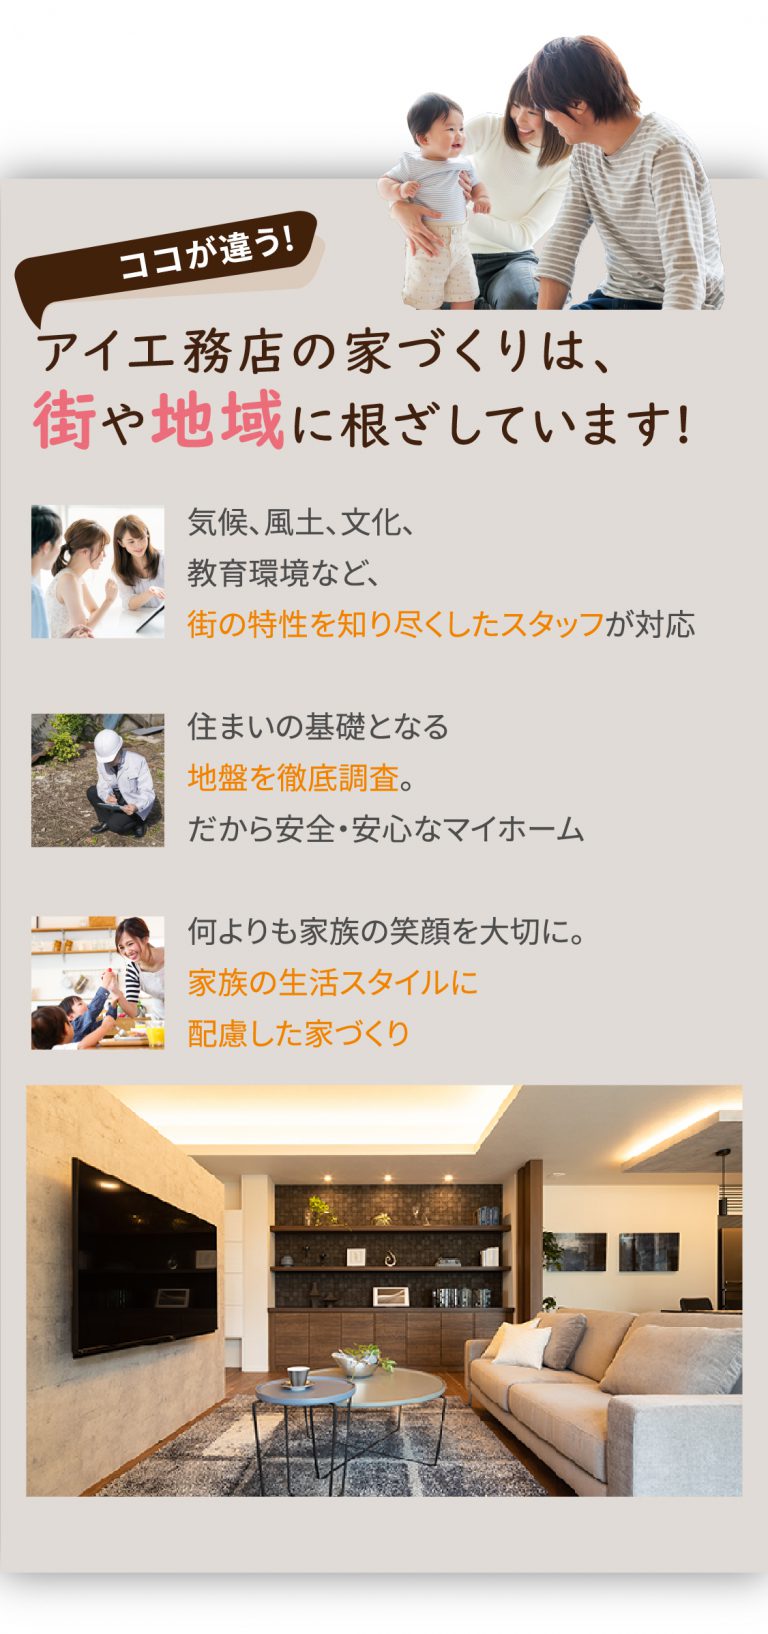 ココが違う!
アイ工務店の家づくりは、
街や地域に根ざしています!
気候、風土、文化、
教育環境など、
街の特性を知り尽くしたスタッフが対応
住まいの基礎となる
地盤を徹底調査。
だから安全・安心なマイホーム
何よりも家族の笑顔を大切に。
家族の生活スタイルに
配慮した家づくり